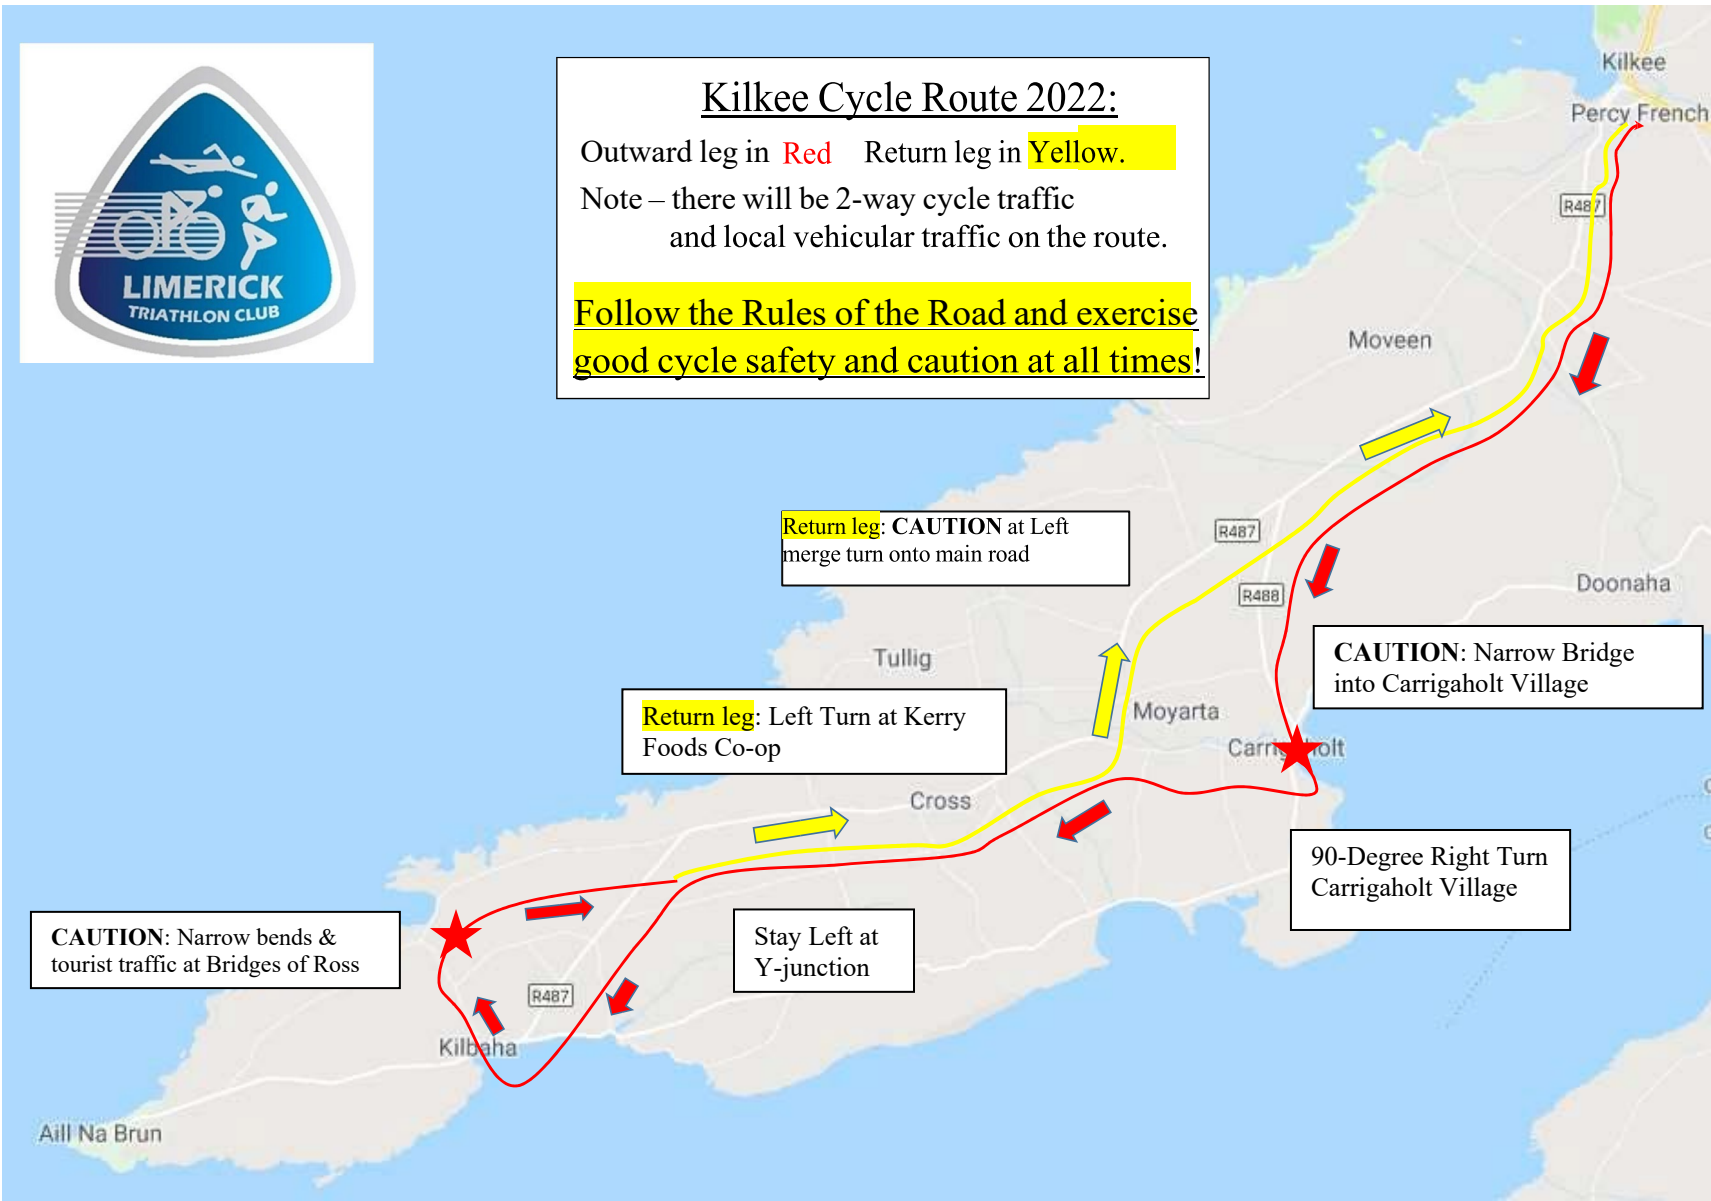 Kilkee Cycle Route 2022:
Outward leg in Red Return leg in Yellow.
Note – there will be 2-way cycle traffic
and local vehicular traffic on the route.
Follow the Rules of the Road and exercise
good cycle safety and caution at all times!
LIMERICK
TRIATHLON CLUB
Kilkee
Percy French
R487
Moveen
Return leg: CAUTION at Left
merge turn onto main road
R487
R488
Doonaha
Tullig
CAUTION: Narrow Bridge
into Carrigaholt Village
Return leg: Left Turn at Kerry
Foods Co-op
Moyarta
Carrigaholt
Cross
90-Degree Right Turn
Carrigaholt Village
CAUTION: Narrow bends &
tourist traffic at Bridges of Ross
Stay Left at
Y-junction
R487
Kilbaha
Aill Na Brun